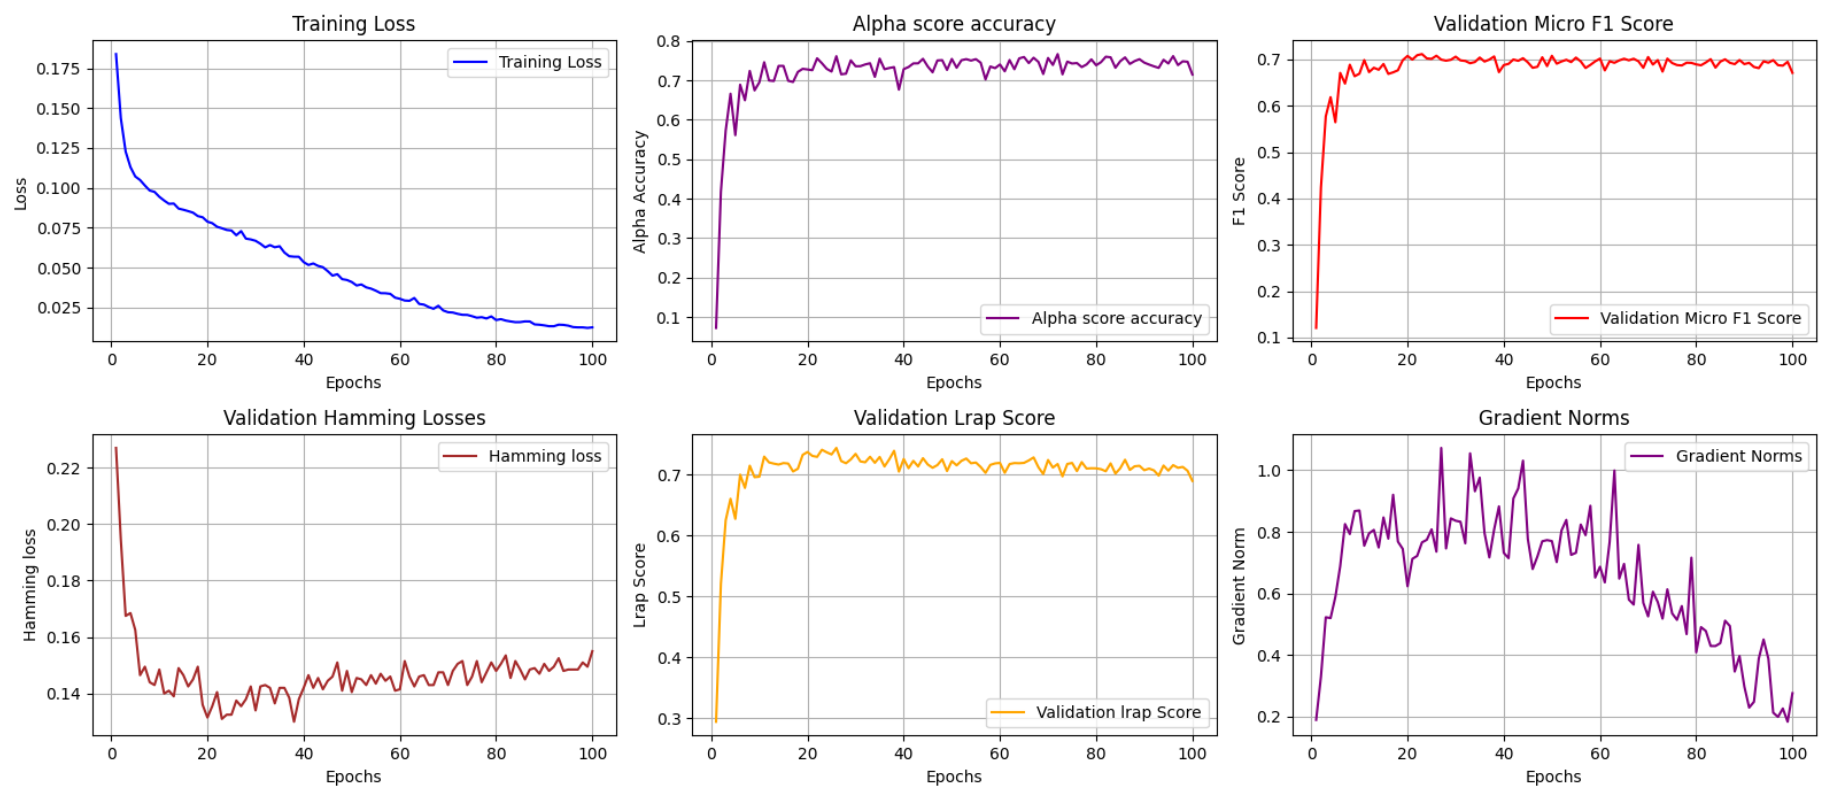 Training Loss
0.175
0.150
0.125
0.100
0.075
0.050
0.025
Loss
Training Loss
0 20 40 60 80 100
Epochs
Alpha score accuracy
0.8
0.7
0.6
0.5
0.4
0.3
0.2
0.1
Alpha Accuracy
Alpha score accuracy
0 20 40 60 80 100
Epochs
Validation Micro F1 Score
0.7
0.6
0.5
0.4
0.3
0.2
0.1
F1 Score
Validation Micro F1 Score
0 20 40 60 80 100
Epochs
Validation Hamming Losses
0.22
0.20
0.18
0.16
0.14
Hamming loss
Hamming loss
0 20 40 60 80 100
Epochs
Validation Lrap Score
0.7
0.6
0.5
0.4
0.3
Lrap Score
Validation lrap Score
0 20 40 60 80 100
Epochs
Gradient Norms
1.0
0.8
0.6
0.4
0.2
Gradient Norm
Gradient Norms
0 20 40 60 80 100
Epochs